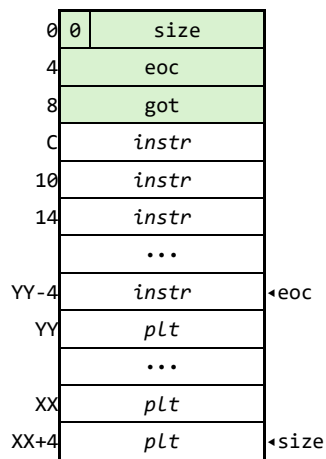 0 0 size
4 eoc
8 got
C instr
10 instr
14 instr
...
YY-4 instr ◂eoc
YY plt
...
XX plt
XX+4 plt ◂size